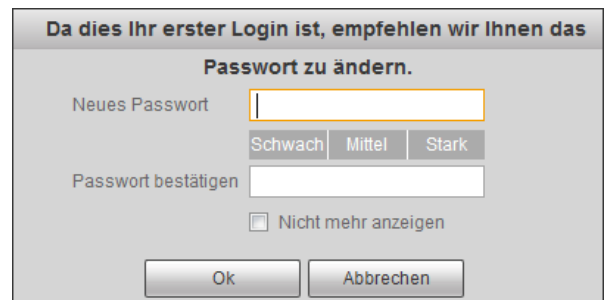 Da dies Ihr erster Login ist, empfehlen wir Ihnen das
Passwort zu ändern.
Neues Passwort
Schwach Mittel Stark
Passwort bestätigen
Nicht mehr anzeigen
Ok Abbrechen